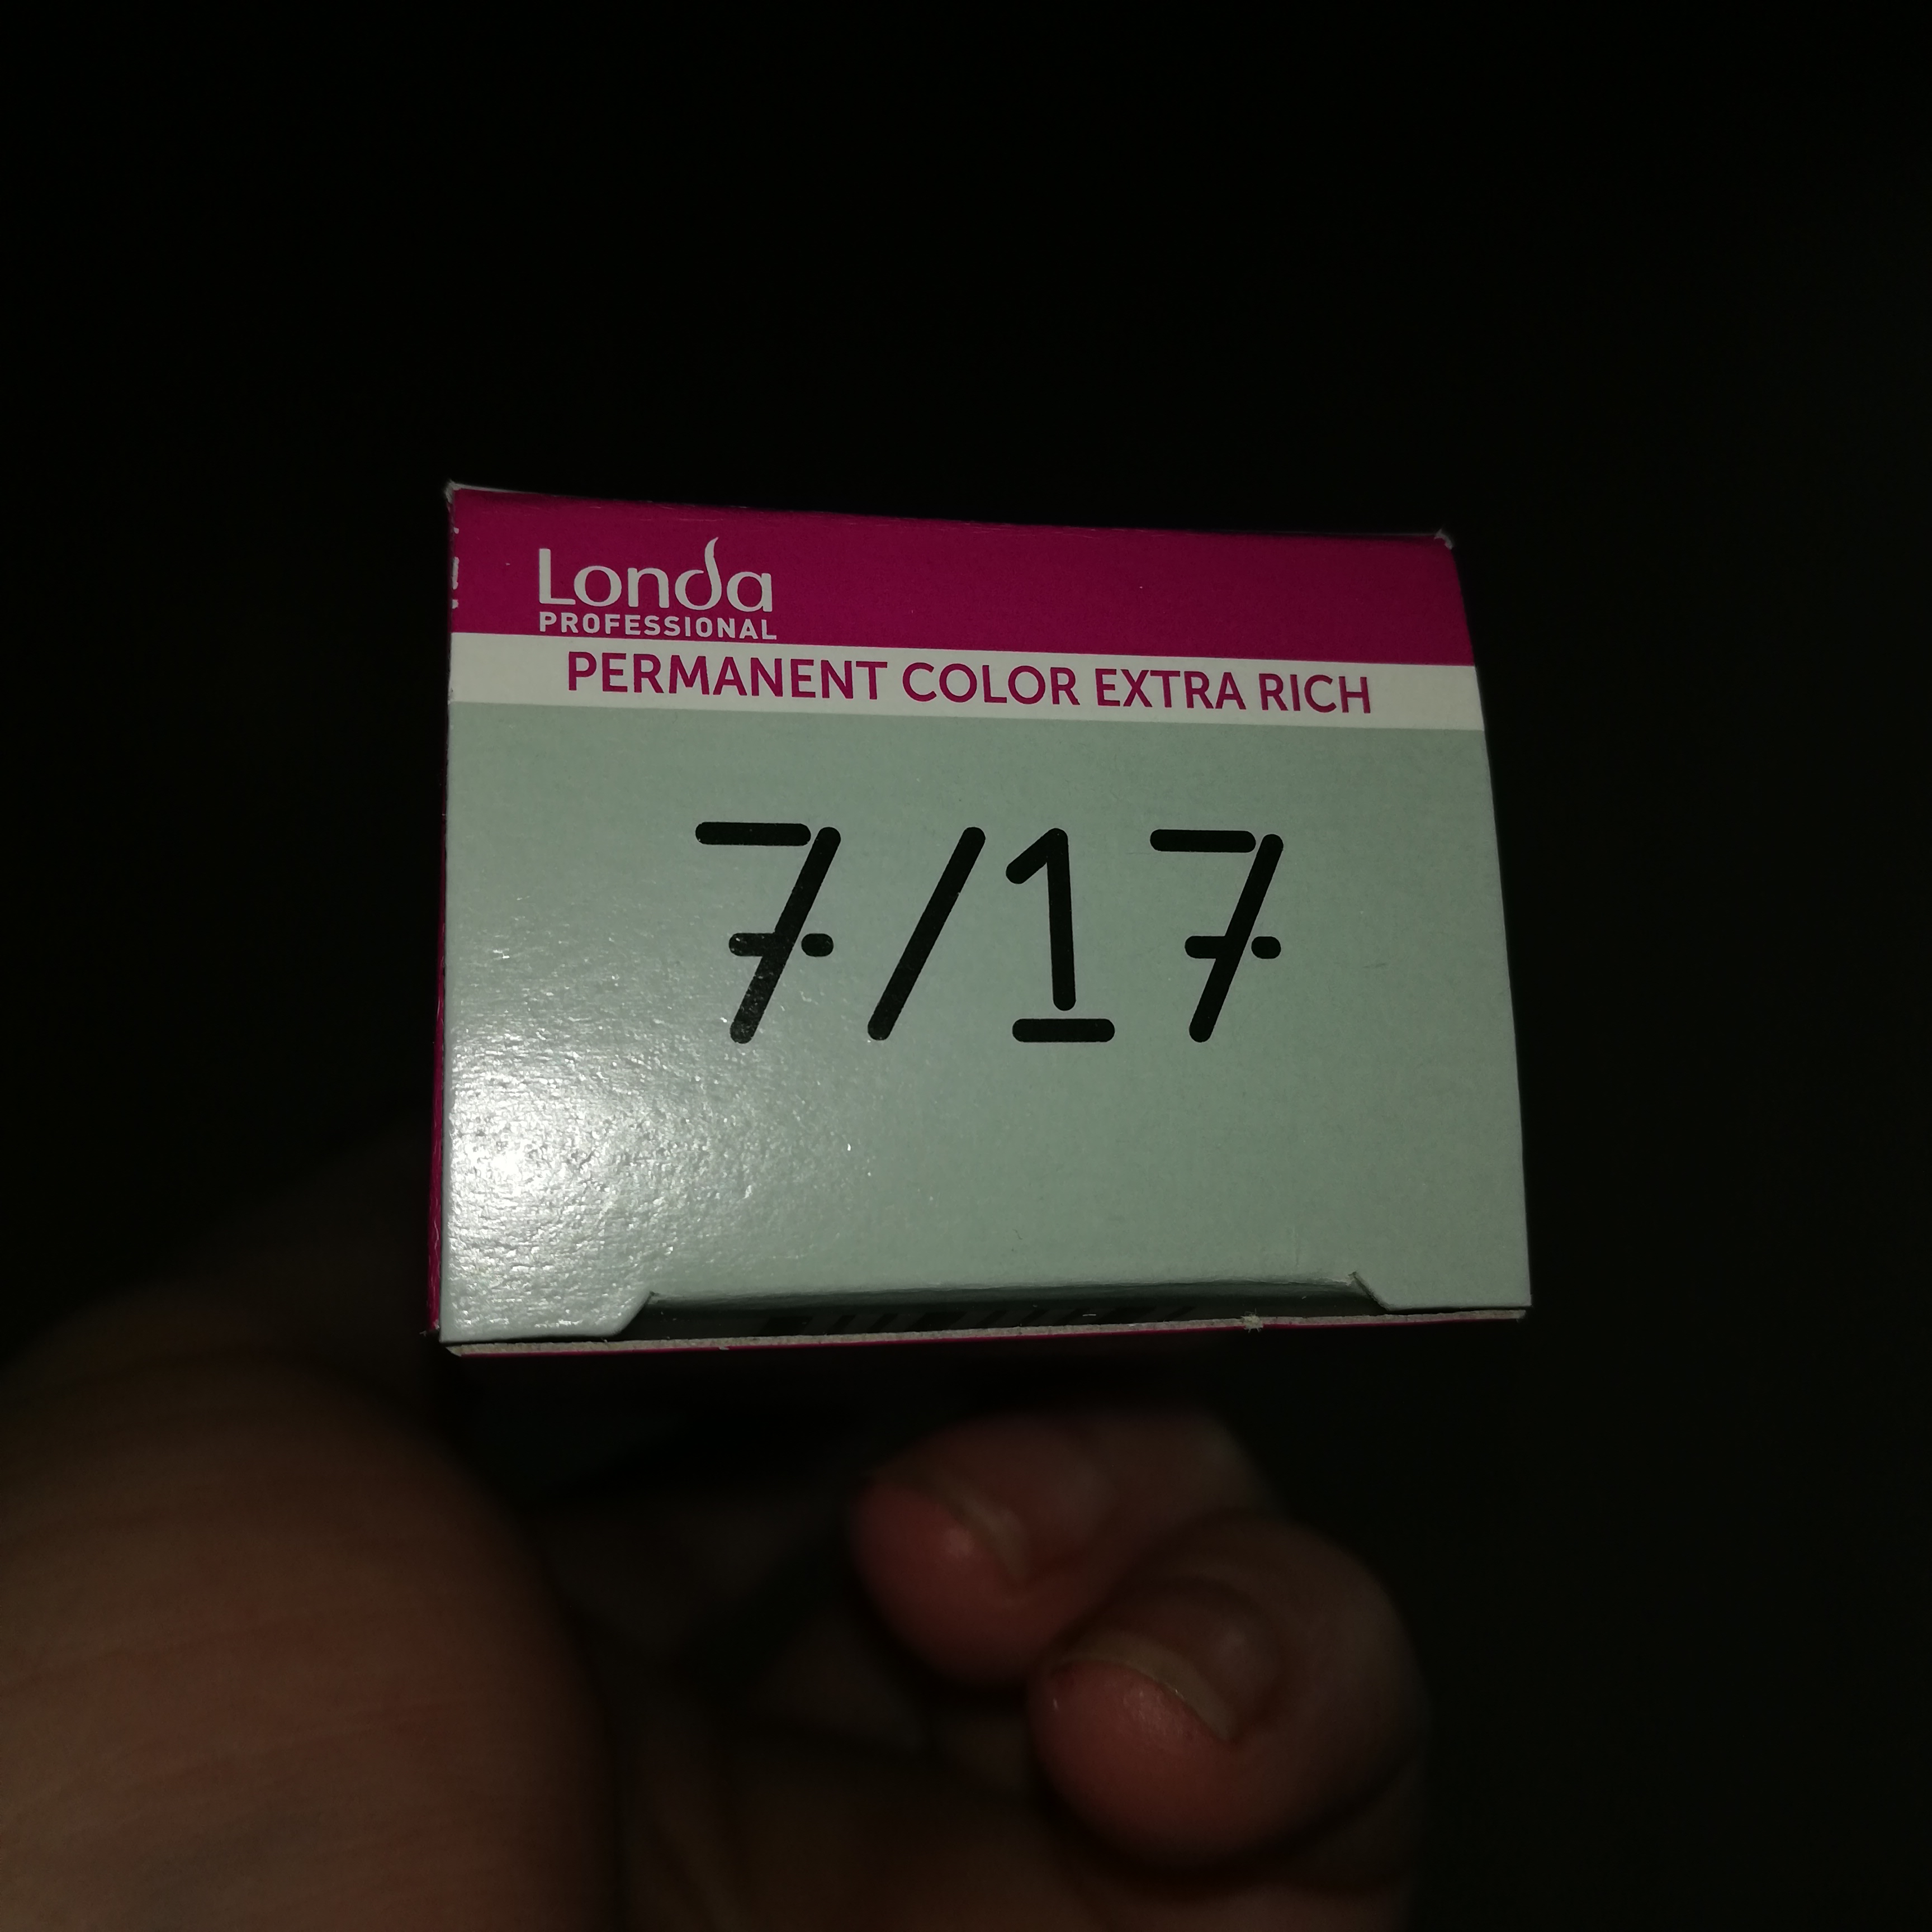 Londa
PROFESSIONAL
PERMANENT COLOR EXTRA RICH
7/17